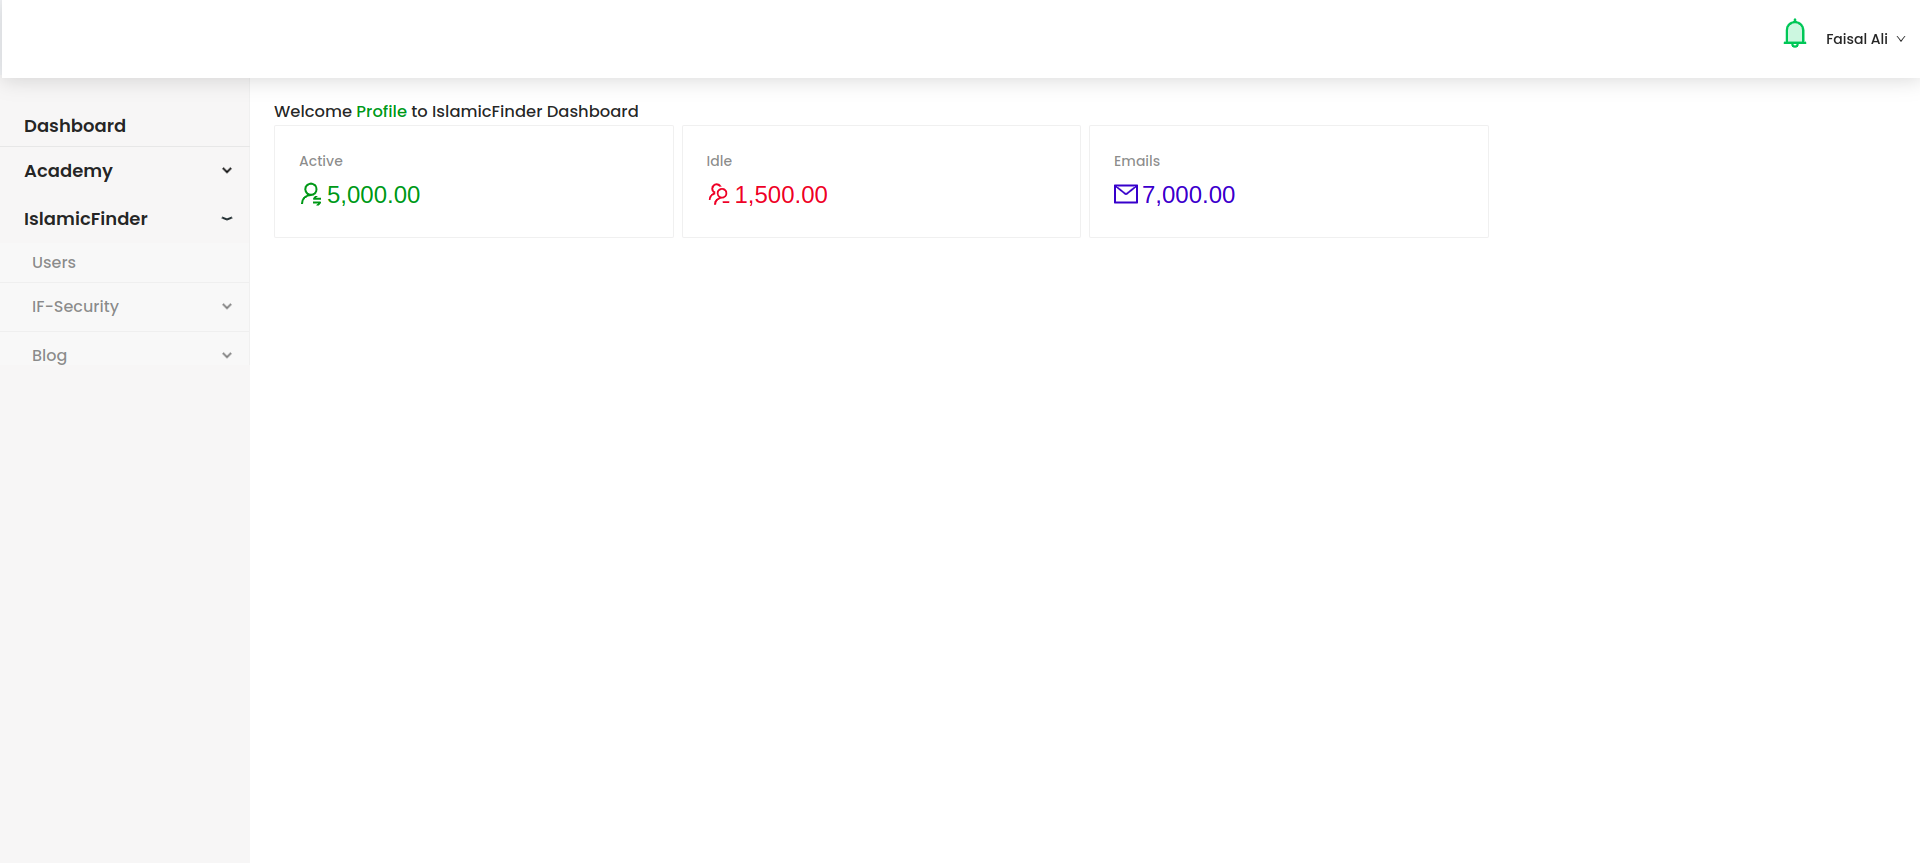 Faisal Ali
Dashboard
Academy
IslamicFinder
Users
IF-Security
Blog
Welcome Profile to IslamicFinder Dashboard
Active
5,000.00
Idle
1,500.00
Emails
7,000.00